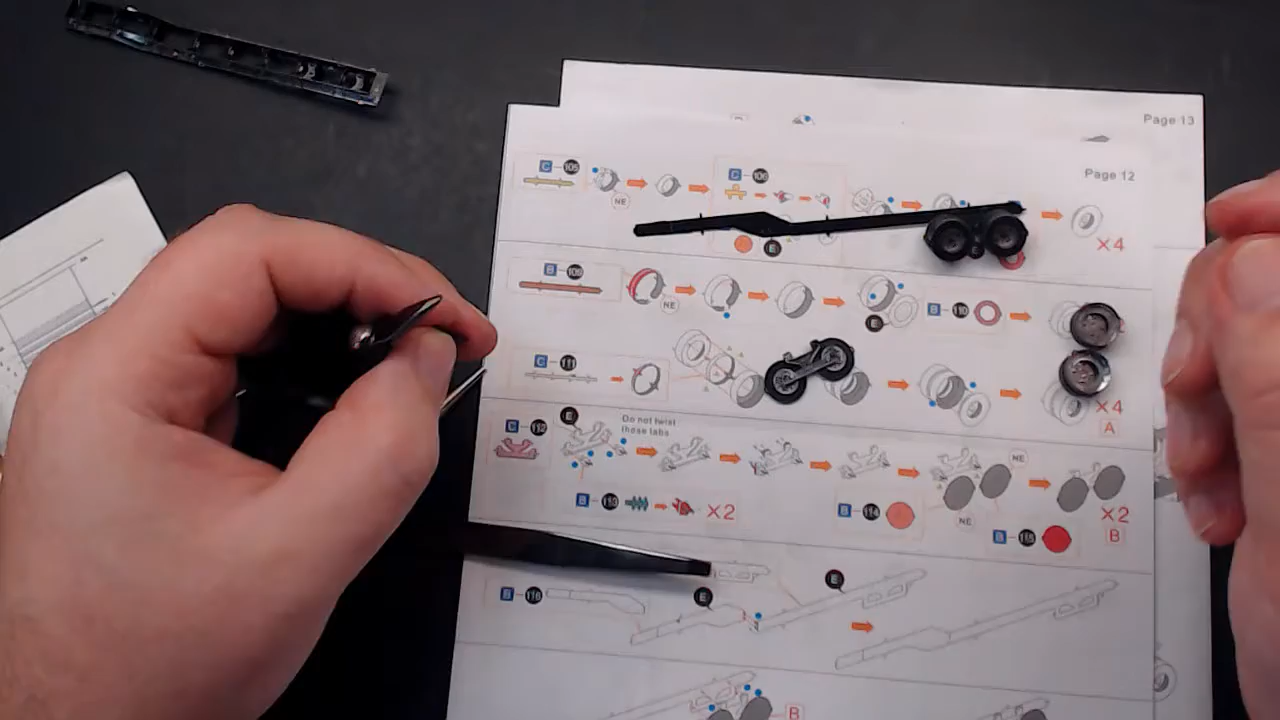 Page 13
Page 12
C-105
NE
C-106
E
×4
B-109
NE
E
B-110
C-111
×4
A
C-112
E
Do not twist
those tabs
NE
NE
B-113
×2
B-114
×2
B
B-115
B-116
E
E
B